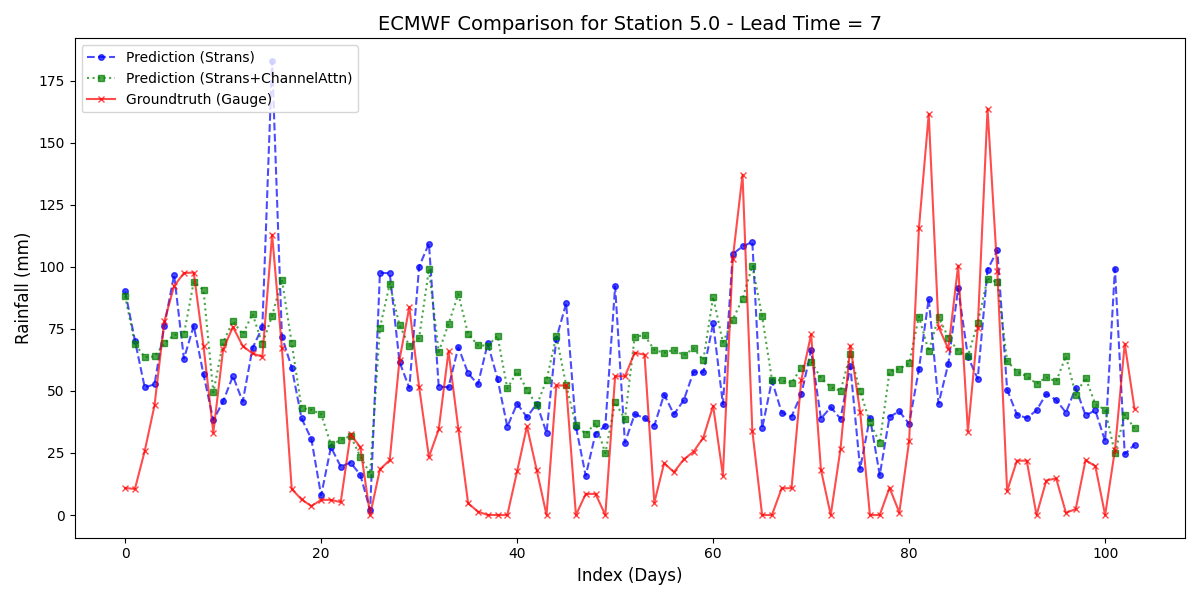 ECMWF Comparison for Station 5.0 - Lead Time = 7
Prediction (Strans)
Prediction (Strans+ChannelAttn)
Groundtruth (Gauge)
Rainfall (mm)
175
150
125
100
75
50
25
0
0 20 40 60 80 100
Index (Days)